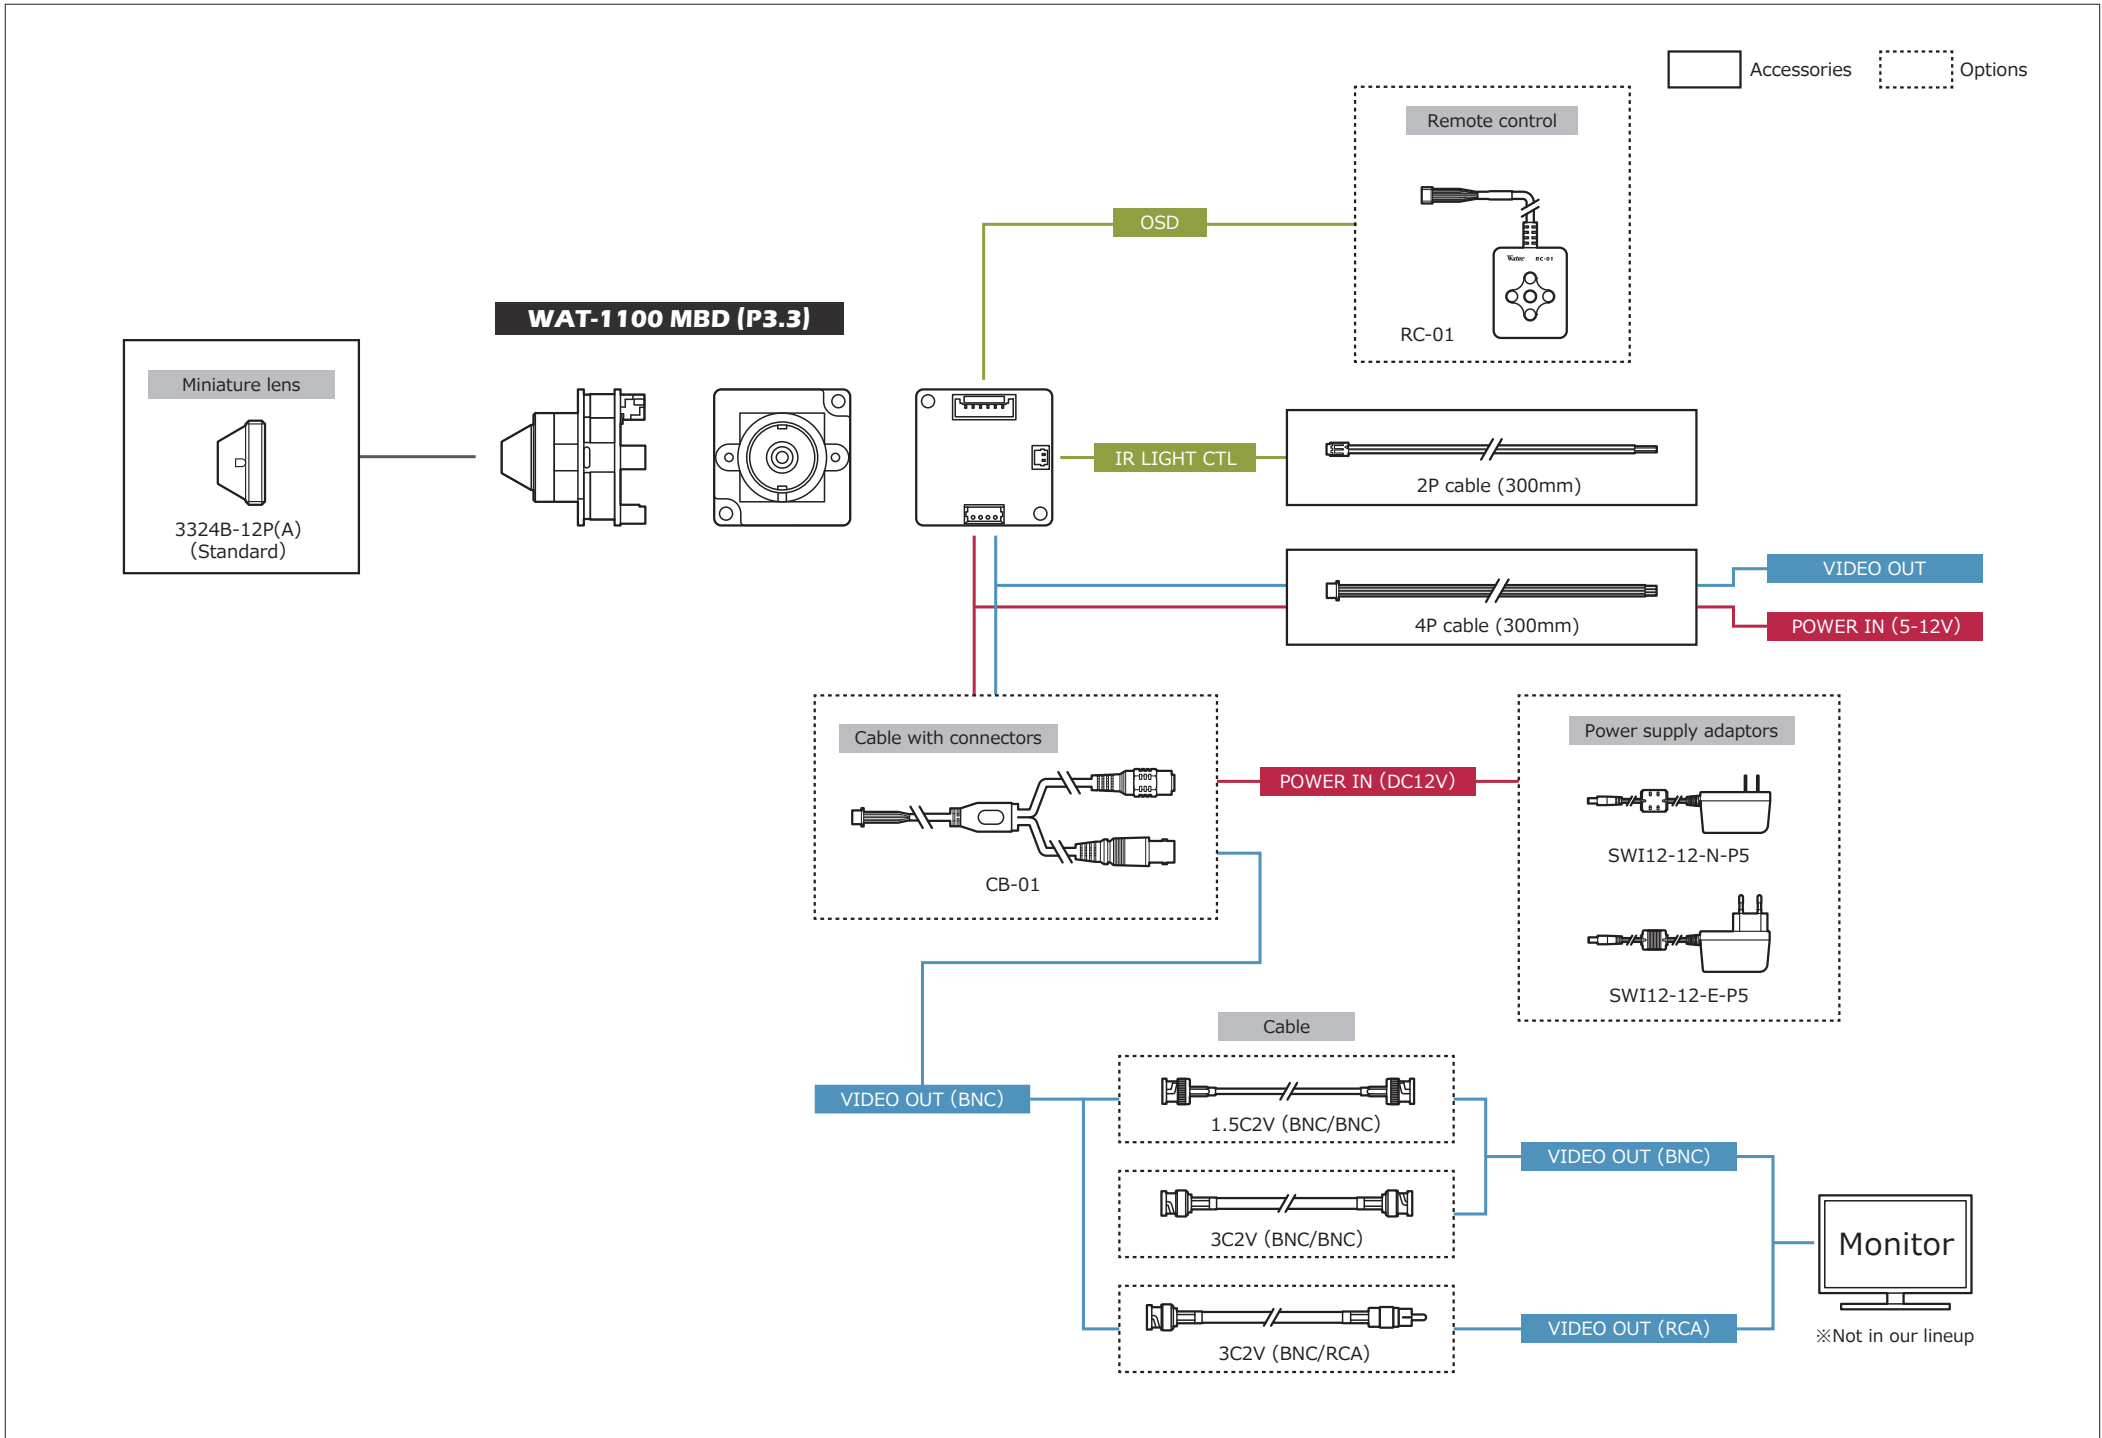 Accessories
Options
Remote control
OSD
Watec RC-01
RC-01
WAT-1100 MBD (P3.3)
Miniature lens
3324B-12P(A)
(Standard)
IR LIGHT CTL
2P cable (300mm)
VIDEO OUT
4P cable (300mm)
POWER IN (5-12V)
Cable with connectors
Power supply adaptors
POWER IN (DC12V)
SWI12-12-N-P5
CB-01
SWI12-12-E-P5
Cable
VIDEO OUT (BNC)
1.5C2V (BNC/BNC)
VIDEO OUT (BNC)
3C2V (BNC/BNC)
Monitor
VIDEO OUT (RCA)
※Not in our lineup
3C2V (BNC/RCA)